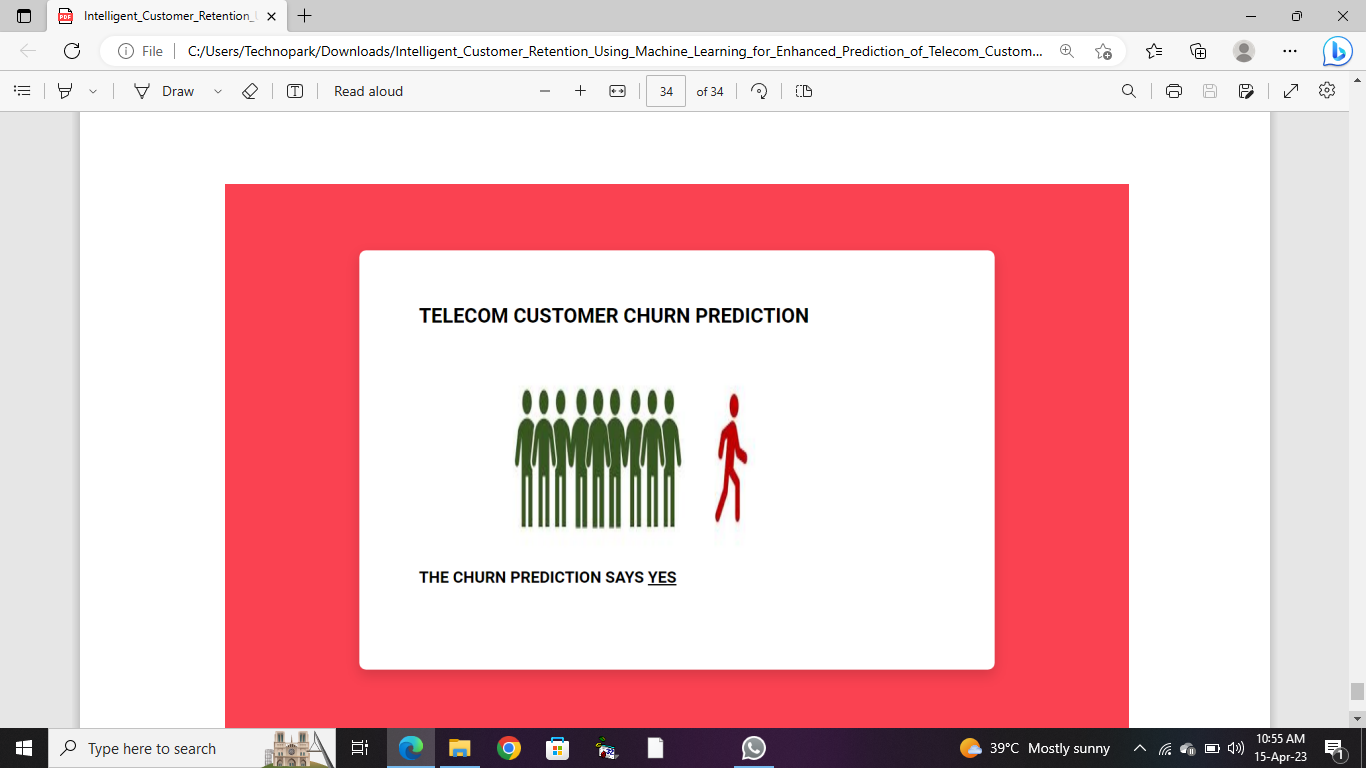 Intelligent_Customer_Retention_
File
C:/Users/Technopark/Downloads/Intelligent_Customer_Retention_Using_Machine_Learning_for_Enhanced_Prediction_of_Telecom_Custom...
Draw
Read aloud
34
of 34
TELECOM CUSTOMER CHURN PREDICTION
THE CHURN PREDICTION SAYS YES
Type here to search
39°C Mostly sunny
10:55 AM
15-Apr-23
1